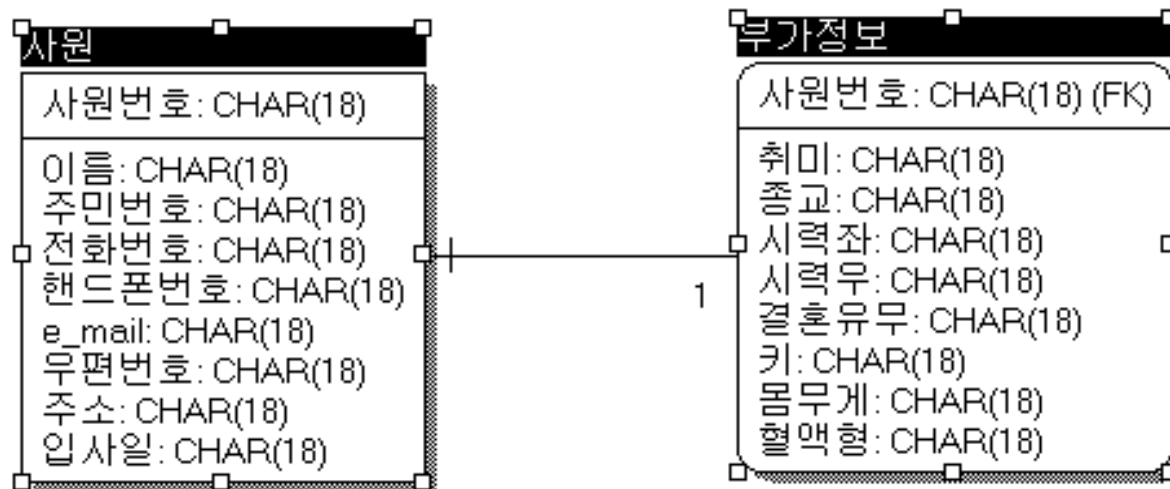 사원
사원번호: CHAR(18)
이름: CHAR(18)
주민번호: CHAR(18)
전화번호: CHAR(18)
핸드폰번호: CHAR(18)
e_mail: CHAR(18)
우편번호: CHAR(18)
주소: CHAR(18)
입사일: CHAR(18)
1
부가정보
사원번호: CHAR(18) (FK)
취미: CHAR(18)
종교: CHAR(18)
시력좌: CHAR(18)
시력우: CHAR(18)
결혼유무: CHAR(18)
키: CHAR(18)
몸무게: CHAR(18)
혈액형: CHAR(18)